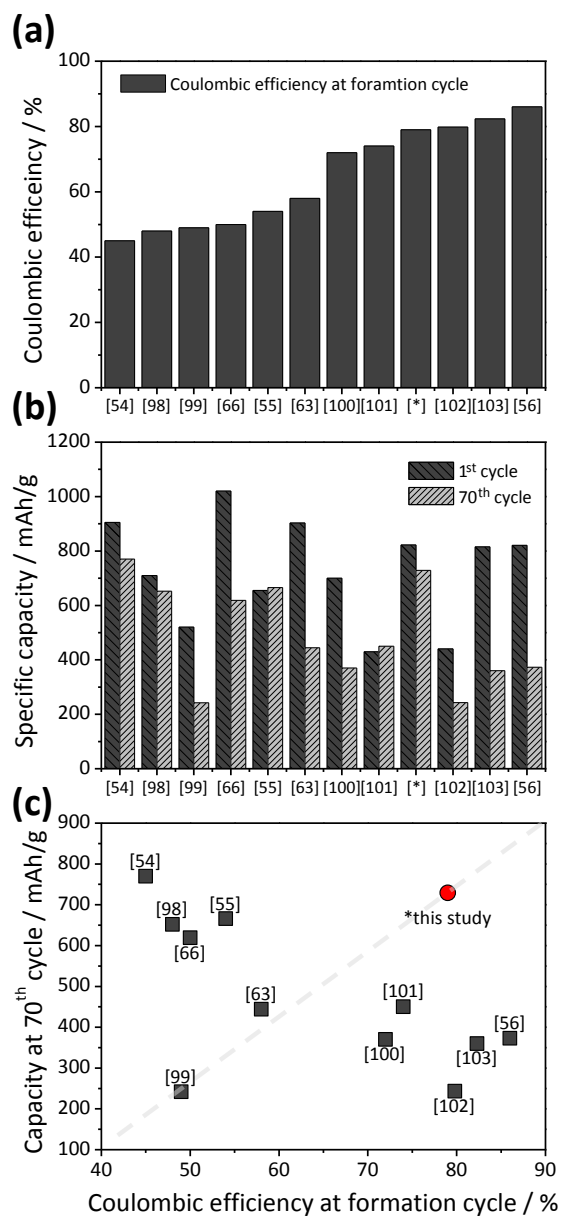 (a)
100
80
60
40
20
0
Coulombic efficeincy / %
Coulombic efficiency at foramtion cycle
[54] [98] [99] [66] [55] [63] [100] [101] [*] [102] [103] [56]
(b)
1200
1000
800
600
400
200
0
Specific capacity / mAh/g
1st cycle
70th cycle
[54] [98] [99] [66] [55] [63] [100] [101] [*] [102] [103] [56]
(c)
900
800
700
600
500
400
300
200
100
Capacity at 70th cycle / mAh/g
[54]
[98]
[55]
[66]
*this study
[63]
[101]
[100]
[56]
[103]
[99]
[102]
40 50 60 70 80 90
Coulombic efficiency at formation cycle / %